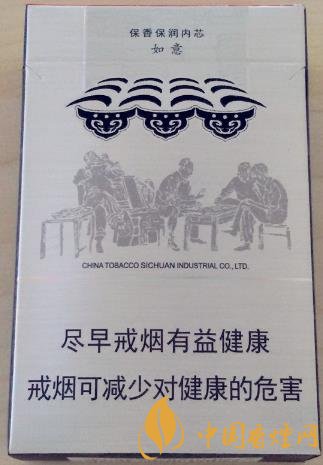 保香保润内芯
如意
CHINA TOBACCO SICHUAN INDUSTRIAL CO., LTD.
尽早戒烟有益健康
戒烟可减少对健康的危害
中国香烟网